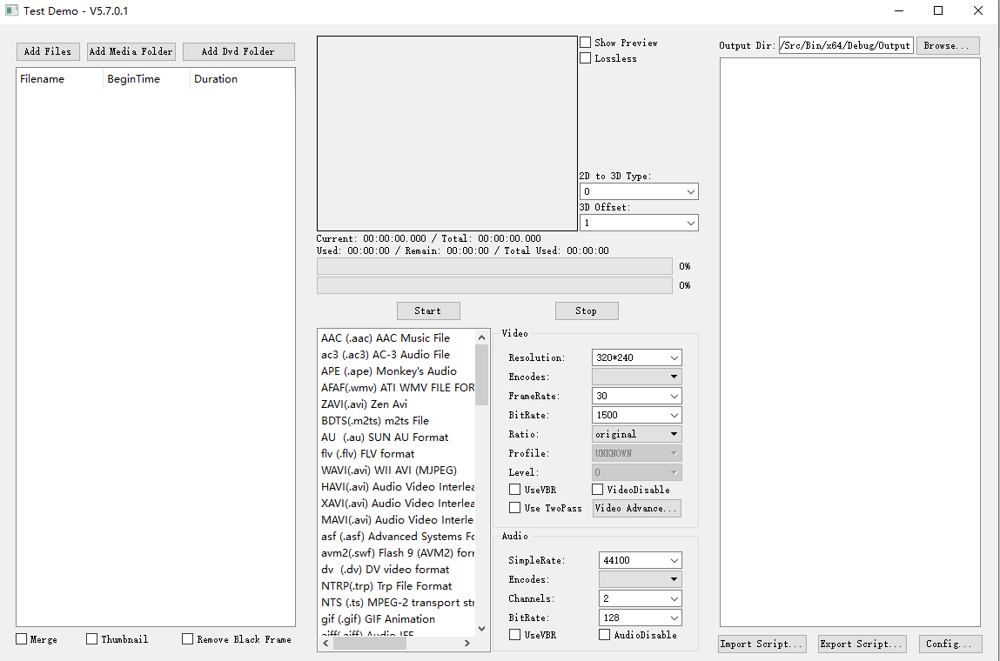 Test Demo - V5.7.0.1
Add Files Add Media Folder Add Dvd Folder
Filename BeginTime Duration
Merge Thumbnail Remove Black Frame
Show Preview
Lossless
2D to 3D Type:
0
3D Offset:
1
Current: 00:00:00.000 / Total: 00:00:00.000
Used: 00:00:00 / Remain: 00:00:00 / Total Used: 00:00:00
0%
0%
Start Stop
AAC (.aac) AAC Music File
ac3 (.ac3) AC-3 Audio File
APE (.ape) Monkey's Audio
AFAF(.wmv) ATI WMV FILE FOR
ZAVI(.avi) Zen Avi
BDTS(.m2ts) m2ts File
AU (.au) SUN AU Format
flv (.flv) FLV format
WAVI(.avi) WII AVI (MJPEG)
HAVI(.avi) Audio Video Interlea
XAVI(.avi) Audio Video Interlea
MAVI(.avi) Audio Video Interle
asf (.asf) Advanced Systems Fo
avm2(.swf) Flash 9 (AVM2) forr
dv (.dv) DV video format
NTRP(.trp) Trp File Format
NTS (.ts) MPEG-2 transport str
gif (.gif) GIF Animation
aiff(.aiff) Audio IFF
Video
Resolution: 320*240
Encodes:
FrameRate: 30
BitRate: 1500
Ratio: original
Profile: UNKNOWN
Level: 0
UseVBR VideoDisable
Use TwoPass Video Advance...
Audio
SimpleRate: 44100
Encodes:
Channels: 2
BitRate: 128
UseVBR AudioDisable
Output Dir: /Src/Bin/x64/Debug/Output Browse...
Import Script... Export Script... Config...